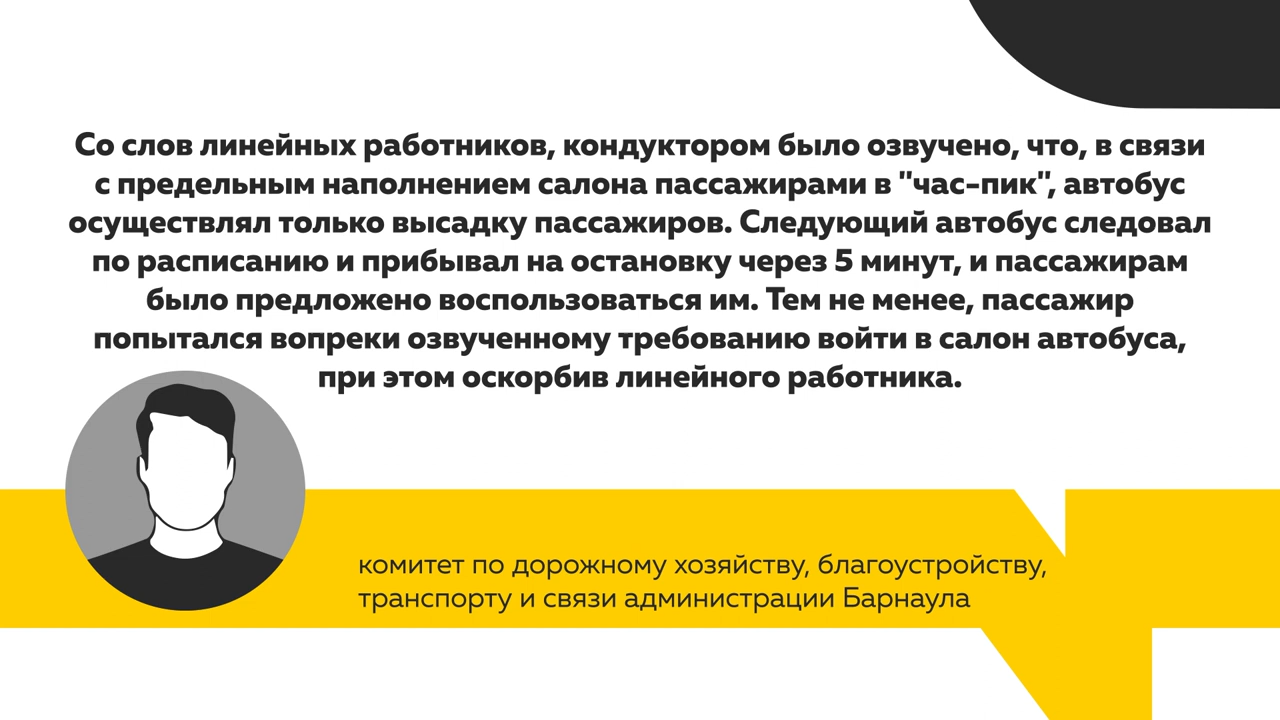 Со слов линейных работников, кондуктором было озвучено, что, в связи
с предельным наполнением салона пассажирами в "час-пик", автобус
осуществлял только высадку пассажиров. Следующий автобус следовал
по расписанию и прибывал на остановку через 5 минут, и пассажирам
было предложено воспользоваться им. Тем не менее, пассажир
попытался вопреки озвученному требованию войти в салон автобуса,
при этом оскорбив линейного работника.
комитет по дорожному хозяйству, благоустройству,
транспорту и связи администрации Барнаула